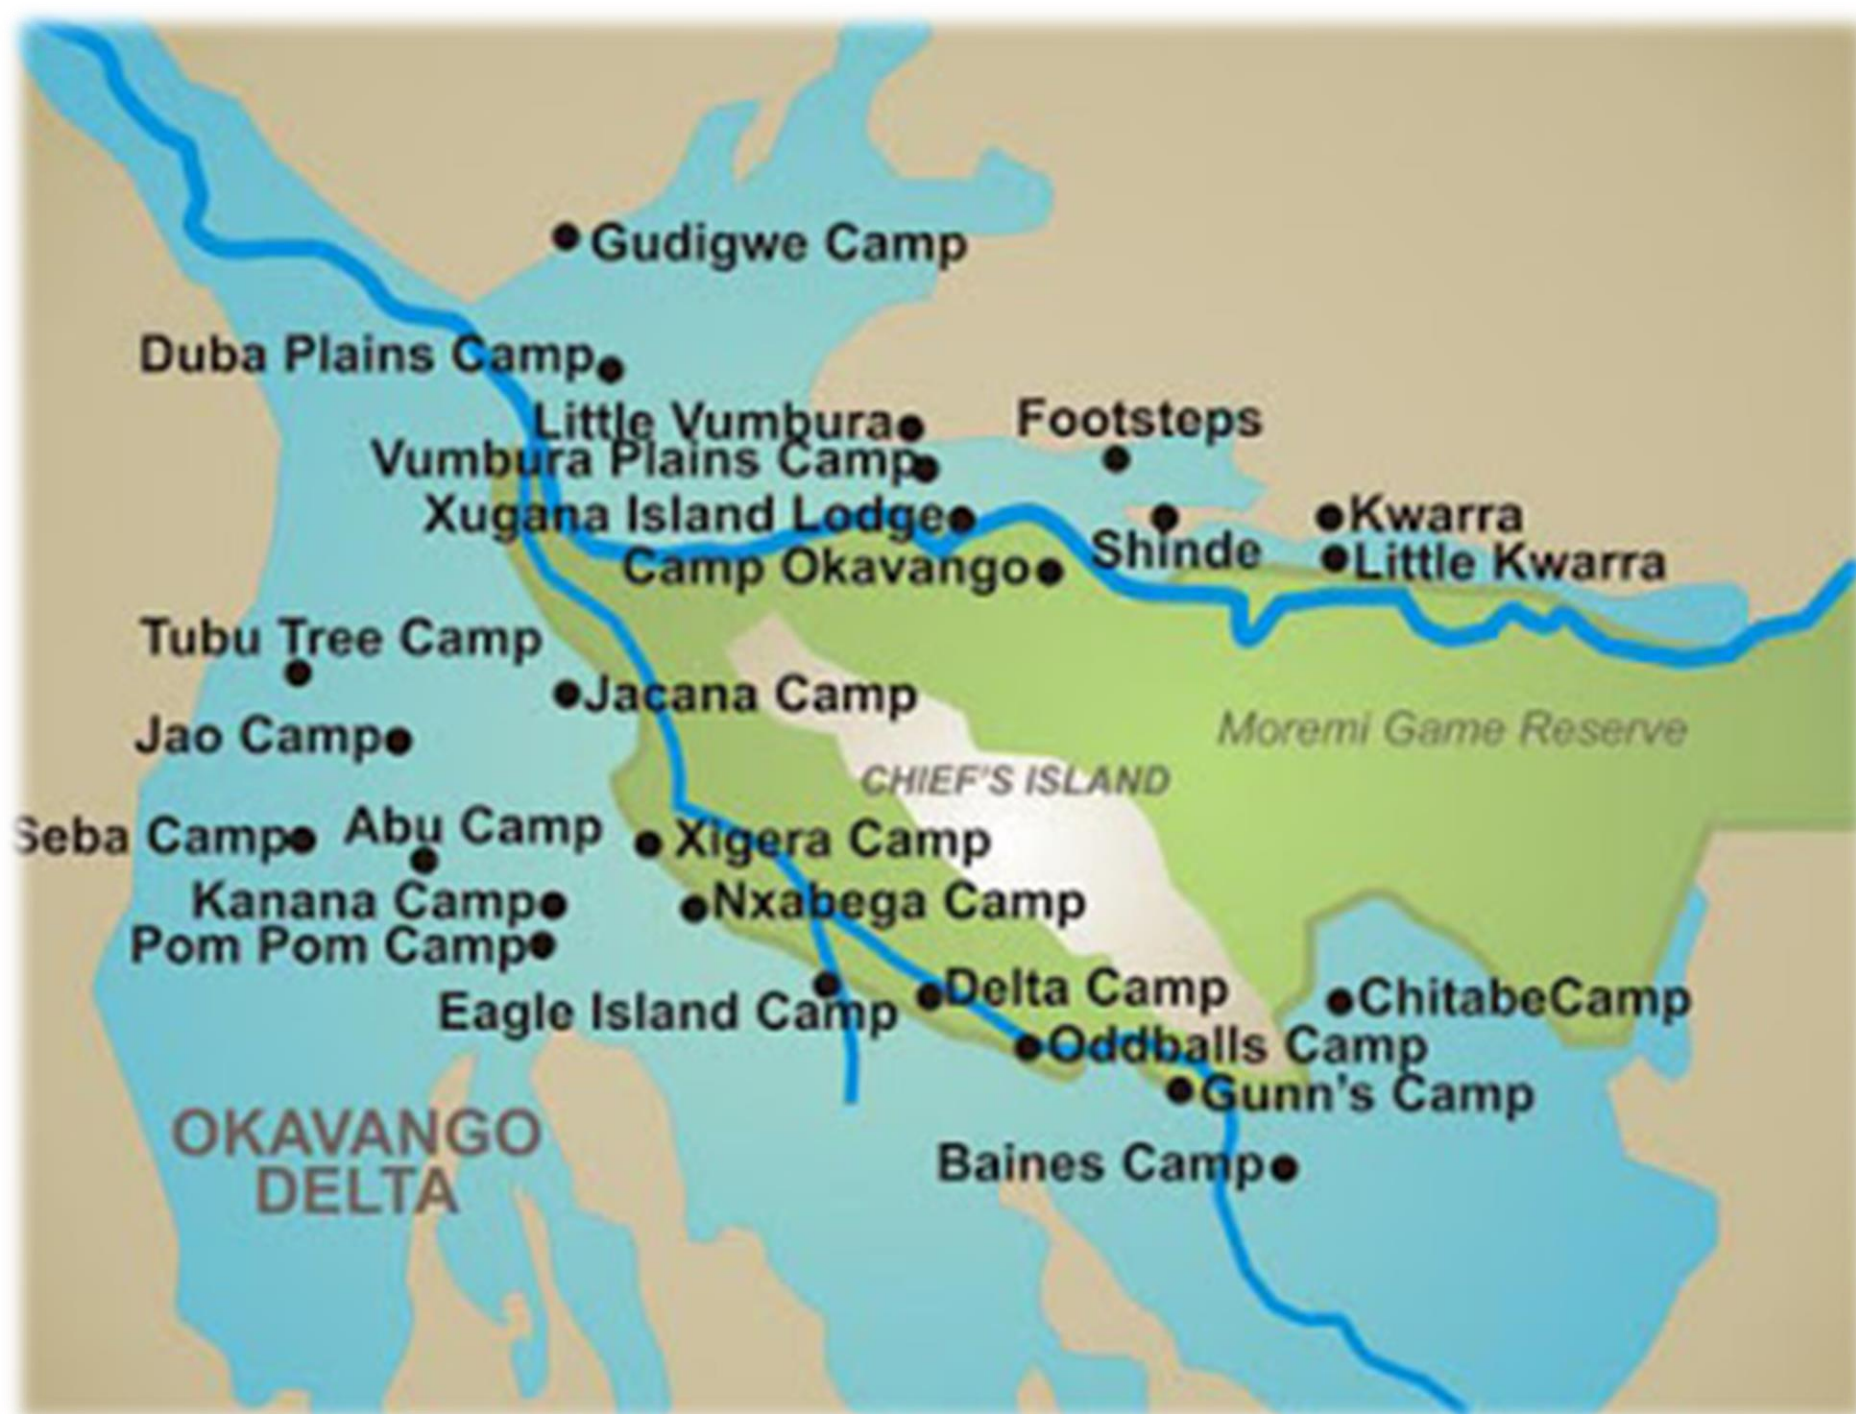 Gudigwe Camp
Duba Plains Camp
Little Vumbura
Footsteps
Vumbura Plains Camp
Xugana Island Lodge
Kwarra
Shinde
Camp Okavango
Little Kwarra
Tubu Tree Camp
Jacana Camp
Moremi Game Reserve
Jao Camp
CHIEF'S ISLAND
Seba Camp
Abu Camp
Xigera Camp
Kanana Camp
Nxabega Camp
Pom Pom Camp
Delta Camp
ChitabeCamp
Eagle Island Camp
Oddballs Camp
Gunn's Camp
OKAVANGO
DELTA
Baines Camp